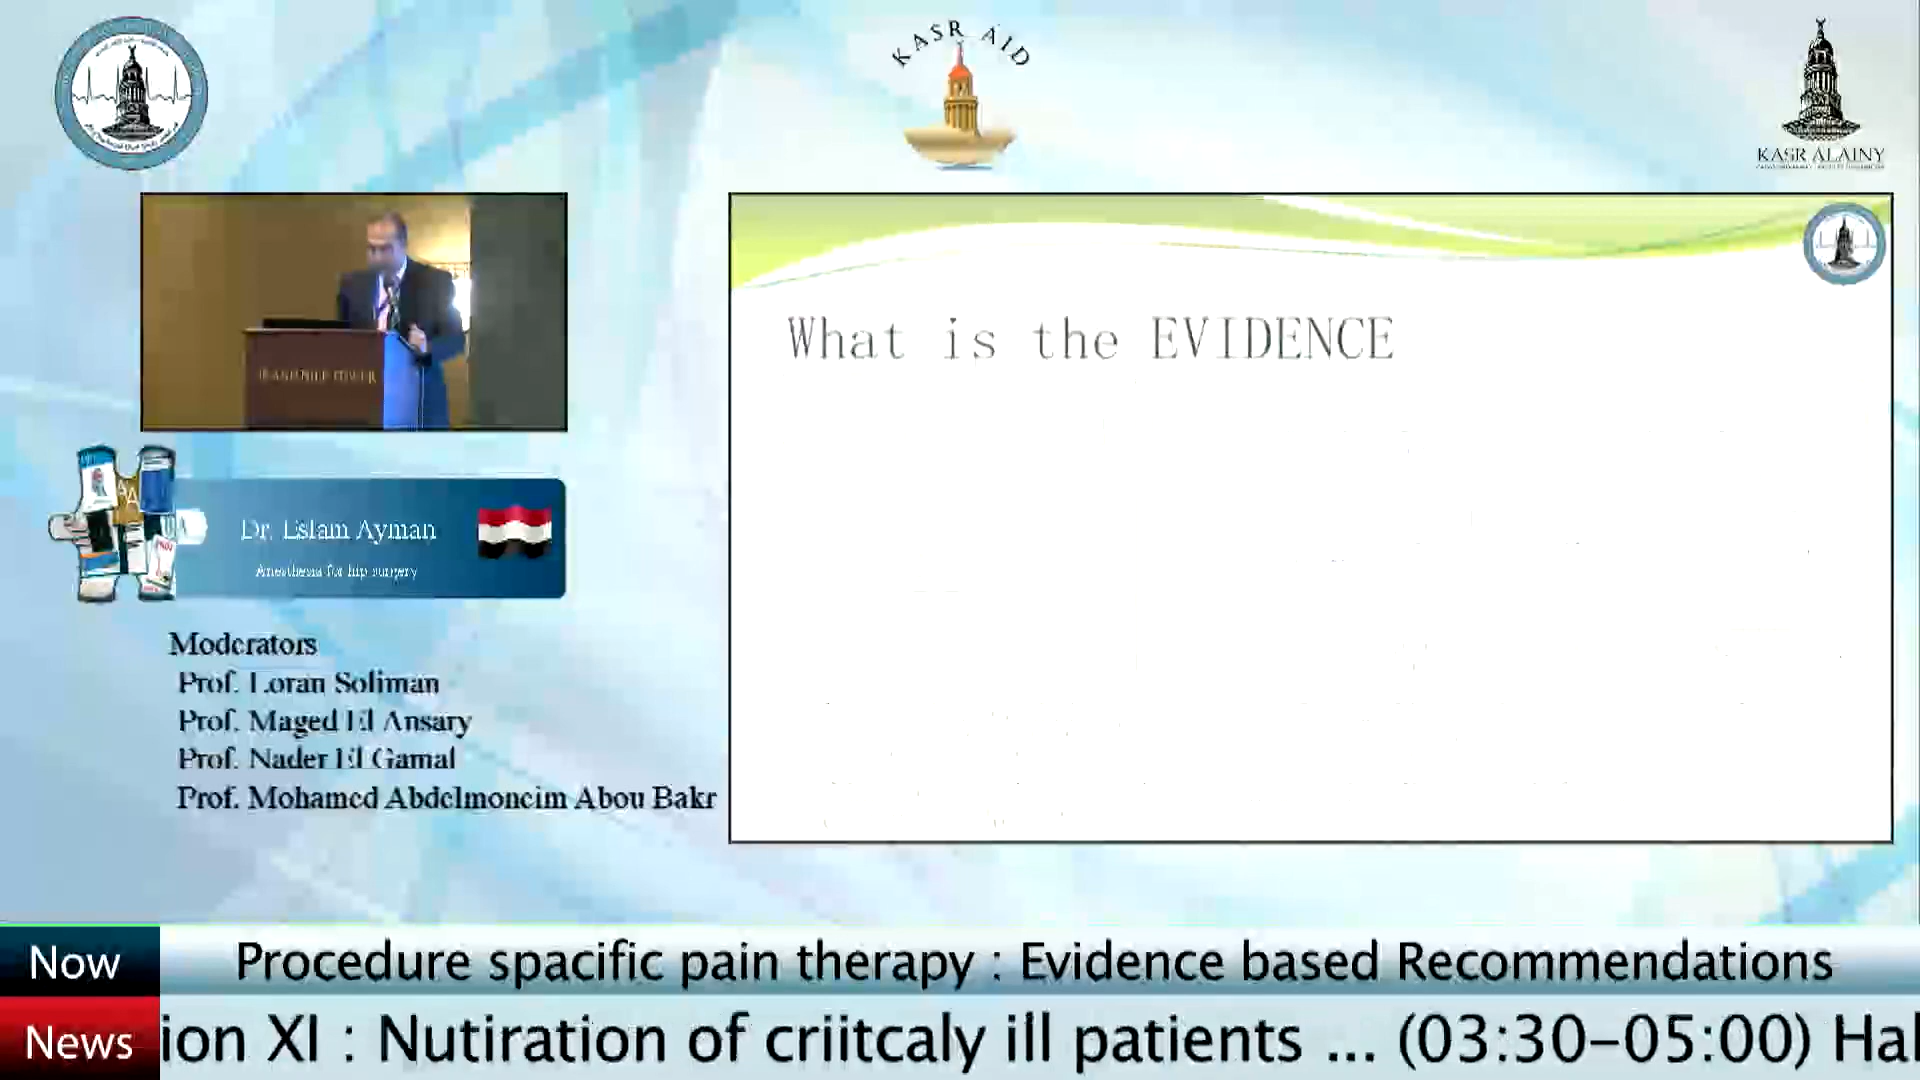 KASR AID
KASR ALAINY
What is the EVIDENCE
Dr. Eslam Ayman
Anesthesia for hip surgery
Moderators
Prof. Loran Soliman
Prof. Maged El Ansary
Prof. Nader El Gamal
Prof. Mohamed Abdelmoneim Abou Bakr
Now
Procedure spacific pain therapy : Evidence based Recommendations
News
ion XI : Nutiration of criitcaly ill patients ... (03:30–05:00) Hal